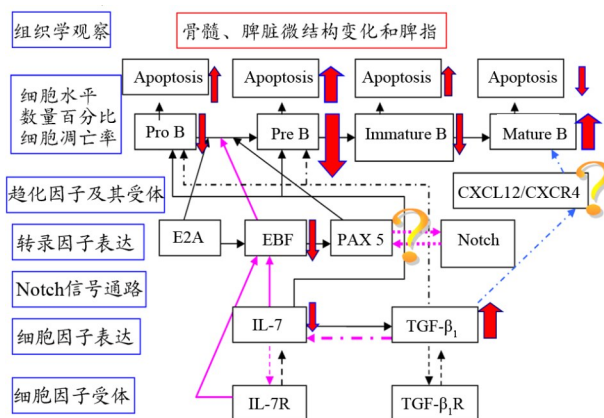 组织学观察
骨髓、脾脏微结构变化和脾指
Apoptosis
Apoptosis
Apoptosis
Apoptosis
细胞水平
数量百分比
细胞凋亡率
Pro B
Pre B
Immature B
Mature B
趋化因子及其受体
CXCL12/CXCR4
?
转录因子表达
E2A
EBF
PAX 5
?
Notch
Notch信号通路
细胞因子表达
IL-7
TGF-β1
细胞因子受体
IL-7R
TGF-β1R